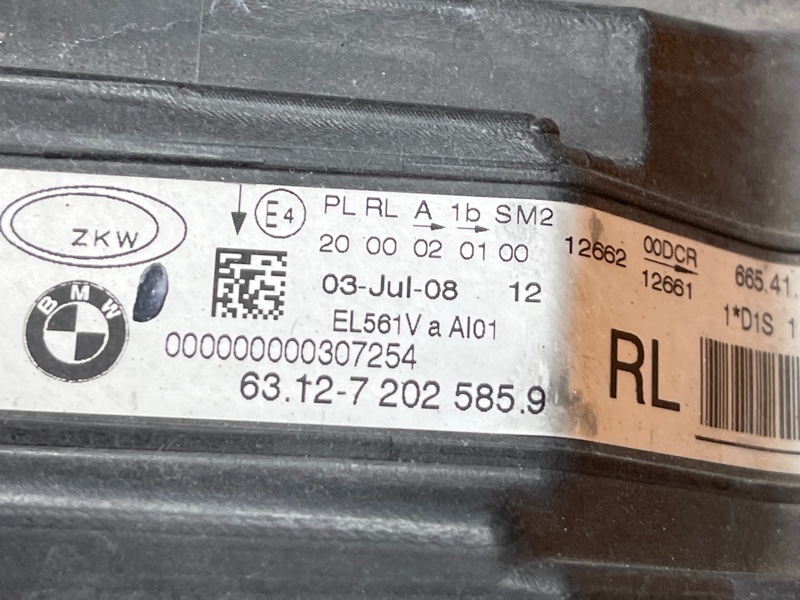 ZKW
BMW
E4
PL RL A 1b SM2
20 00 02 01 00 12662
00DCR
12661
03-Jul-08 12
EL561V a AI01
000000000307254
63.12-7 202 585.9
RL
665.41.
1*D1S